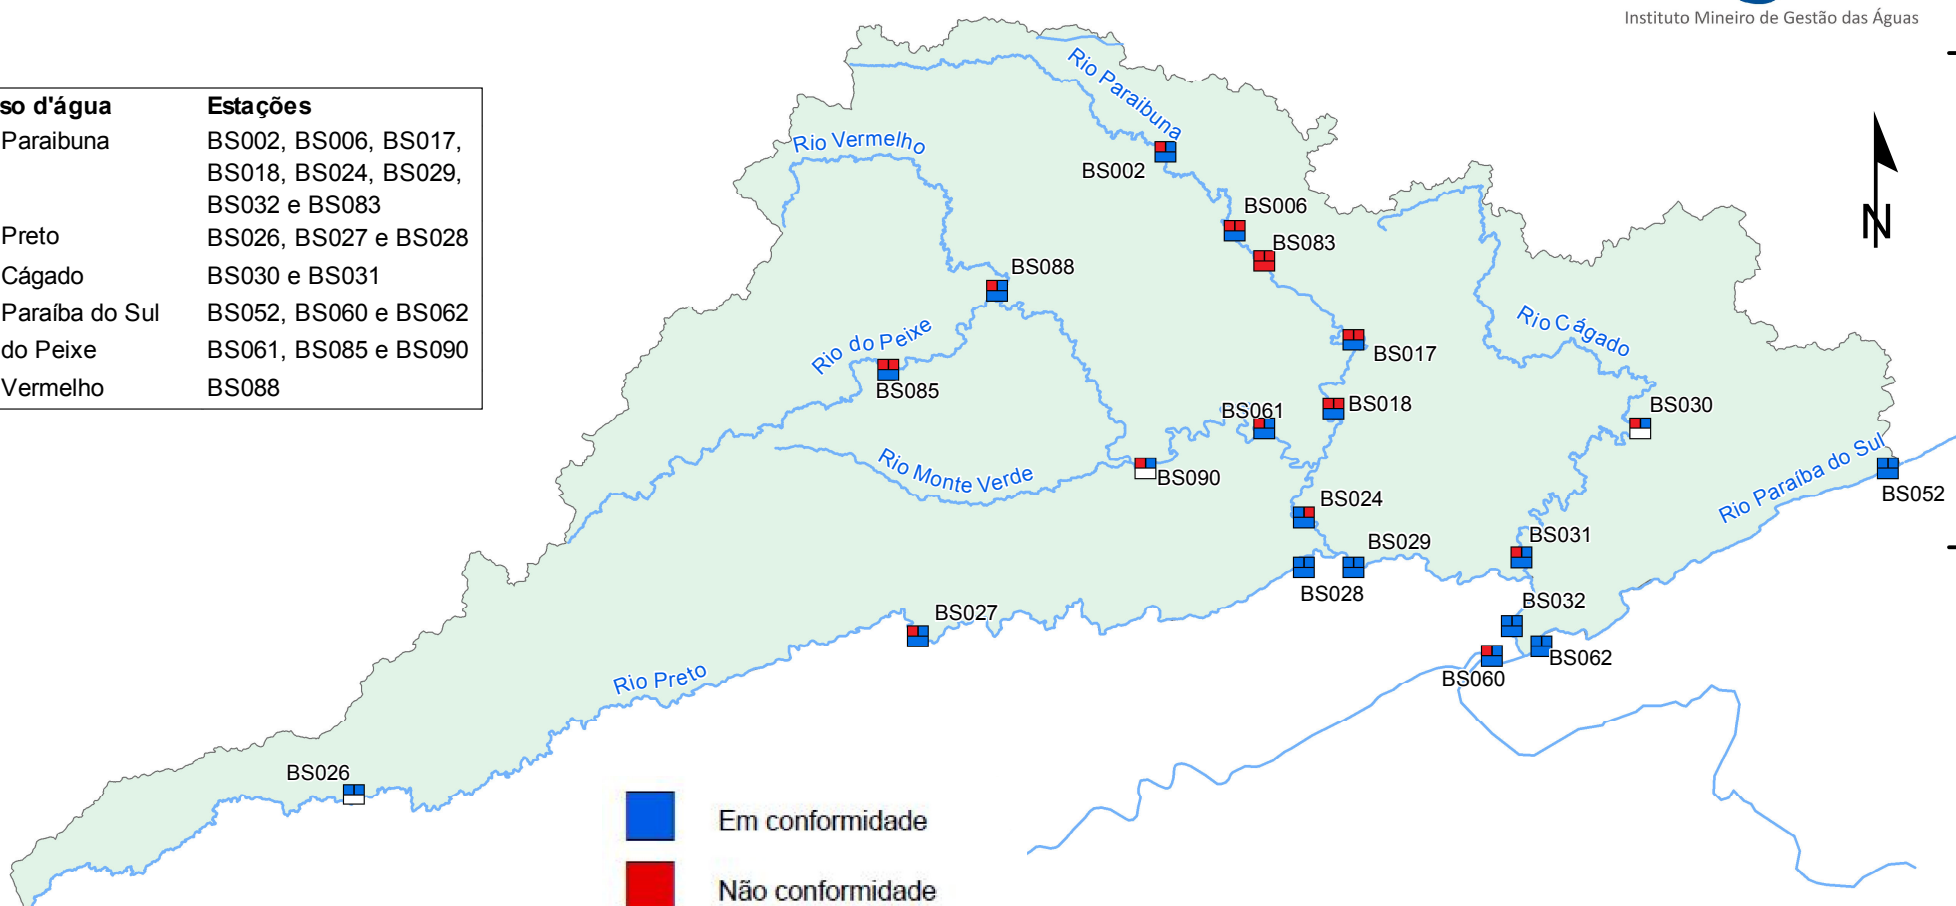 Instituto Mineiro de Gestão das Águas
so d'água Estações
Paraibuna BS002, BS006, BS017,
BS018, BS024, BS029,
BS032 e BS083
Preto BS026, BS027 e BS028
Cágado BS030 e BS031
Paraíba do Sul BS052, BS060 e BS062
do Peixe BS061, BS085 e BS090
Vermelho BS088
Rio Paraibuna
Rio Vermelho
BS002
N
BS006
BS083
BS088
Rio Cágado
Rio do Peixe
BS017
BS085
BS018
BS061
BS030
Rio Monte Verde
BS090
Rio Paraíba do Sul
BS052
BS024
BS031
BS029
BS028
BS032
BS027
BS062
BS060
Rio Preto
BS026
Em conformidade
Não conformidade